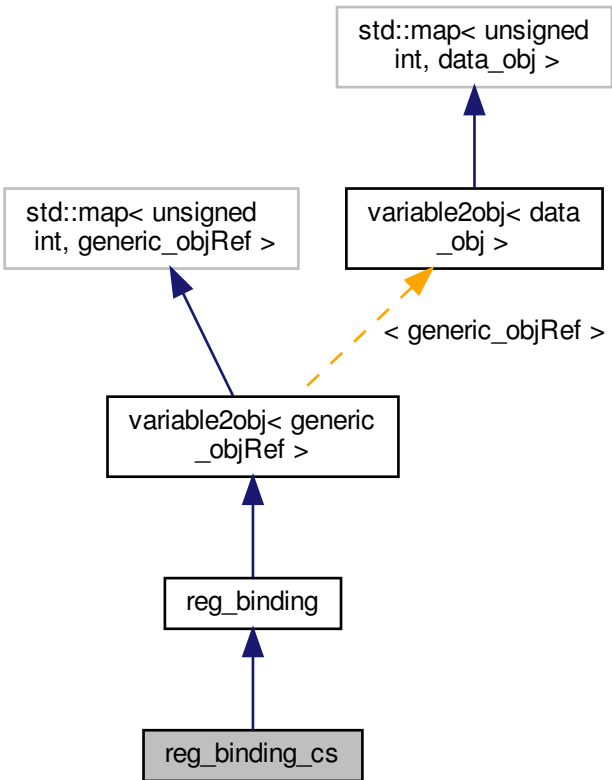 std::map< unsigned
int, data_obj >
std::map< unsigned
int, generic_objRef >
variable2obj< data
_obj >
< generic_objRef >
variable2obj< generic
_objRef >
reg_binding
reg_binding_cs